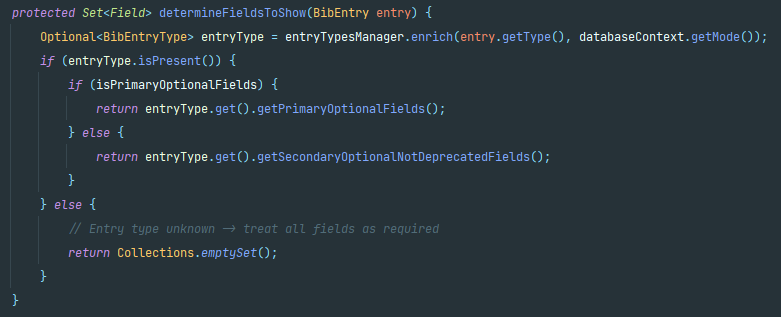 protected Set<Field> determineFieldsToShow(BibEntry entry) {
    Optional<BibEntryType> entryType = entryTypesManager.enrich(entry.getType(), databaseContext.getMode());
    if (entryType.isPresent()) {
        if (isPrimaryOptionalFields) {
            return entryType.get().getPrimaryOptionalFields();
        } else {
            return entryType.get().getSecondaryOptionalNotDeprecatedFields();
        }
    } else {
        // Entry type unknown -> treat all fields as required
        return Collections.emptySet();
    }
}